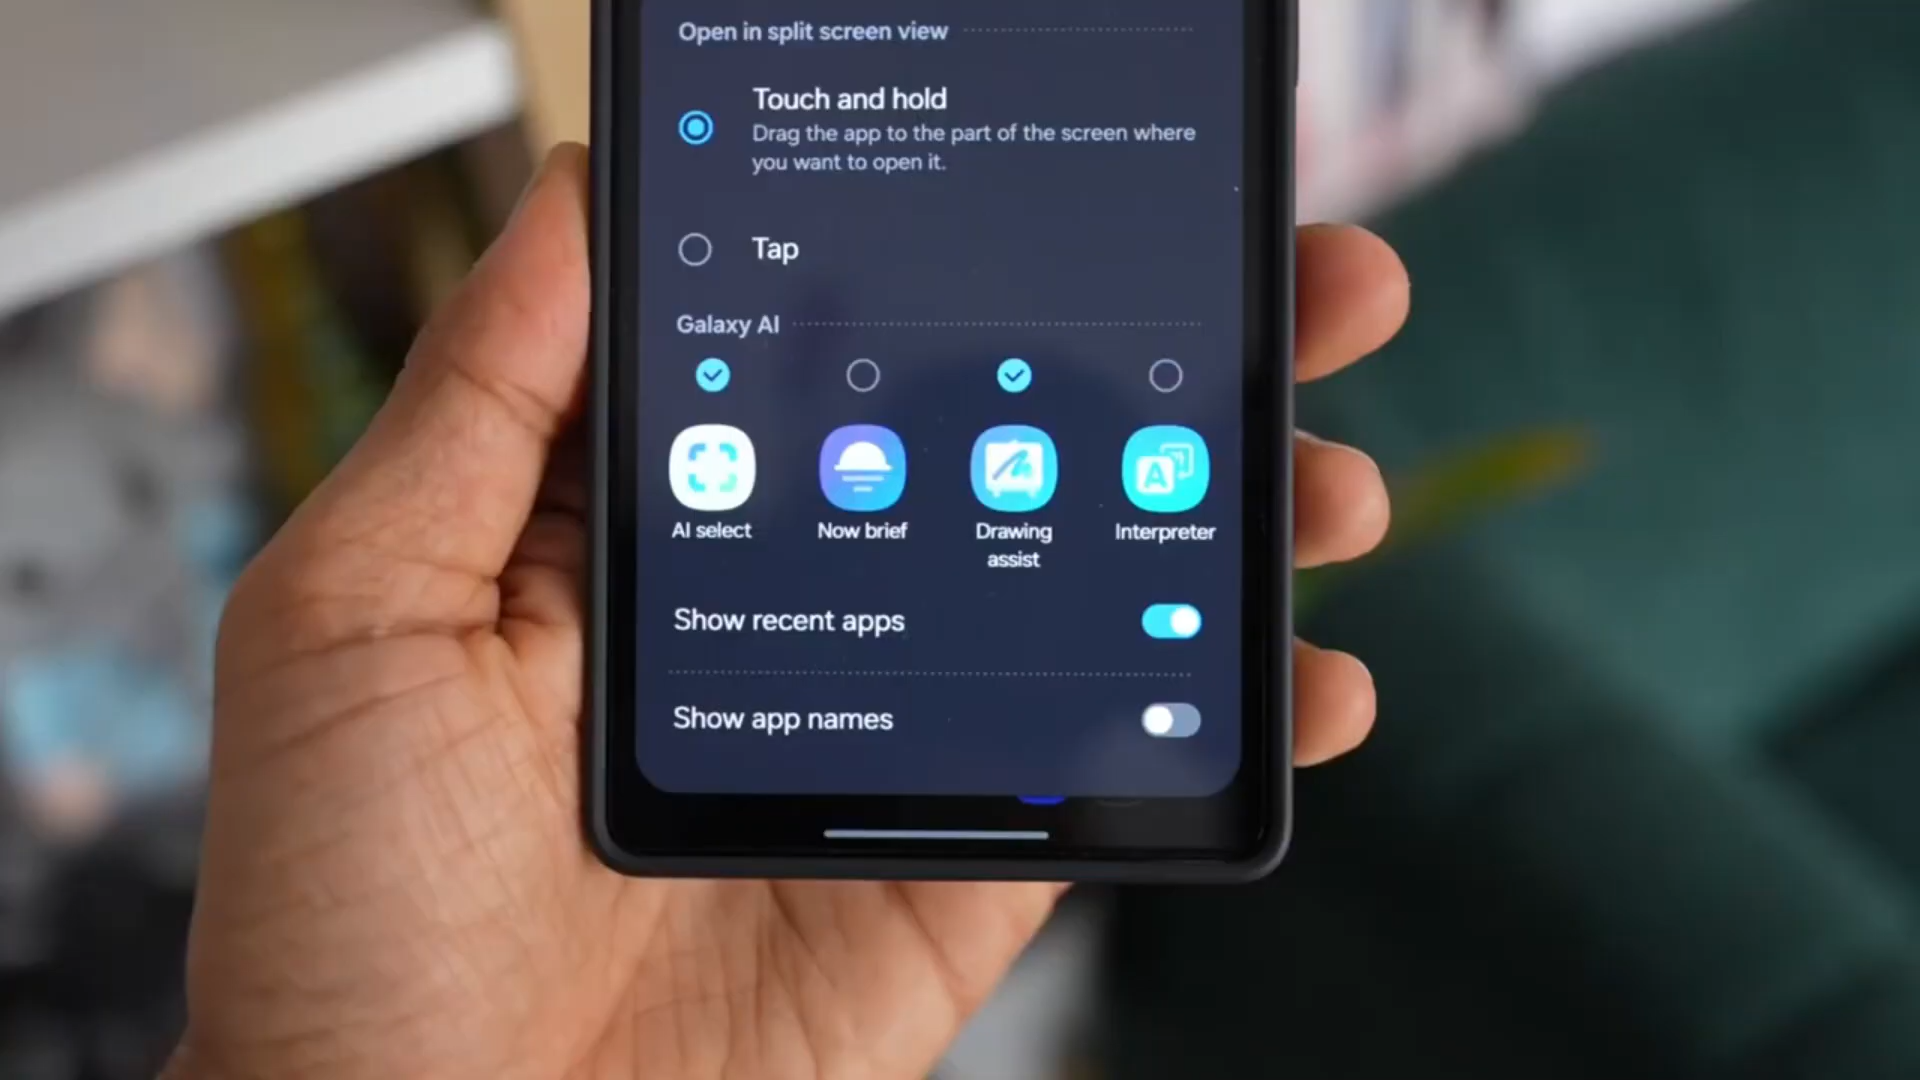 Open in split screen view
Touch and hold
Drag the app to the part of the screen where
you want to open it.
Tap
Galaxy AI
AI select
Now brief
Drawing
assist
A
Interpreter
Show recent apps
Show app names